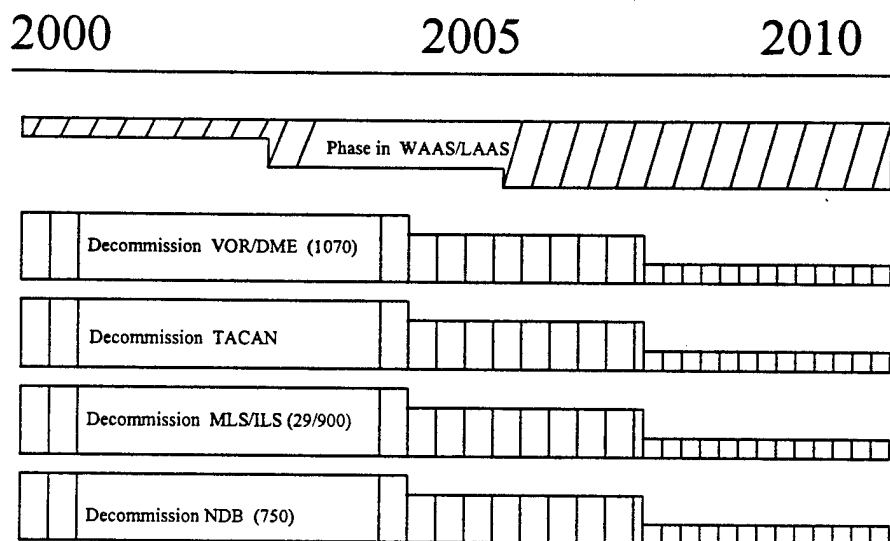 2000 2005 2010
Phase in WAAS/LAAS
Decommission VOR/DME (1070)
Decommission TACAN
Decommission MLS/ILS (29/900)
Decommission NDB (750)